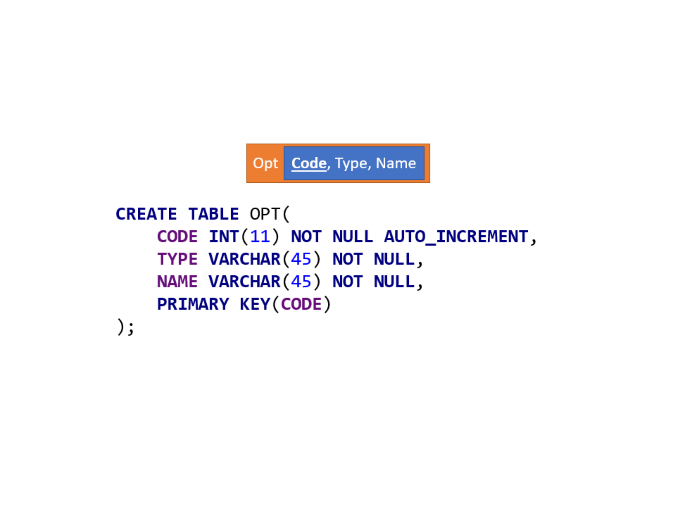 Opt Code, Type, Name
CREATE TABLE OPT(
    CODE INT(11) NOT NULL AUTO_INCREMENT,
    TYPE VARCHAR(45) NOT NULL,
    NAME VARCHAR(45) NOT NULL,
    PRIMARY KEY(CODE)
);